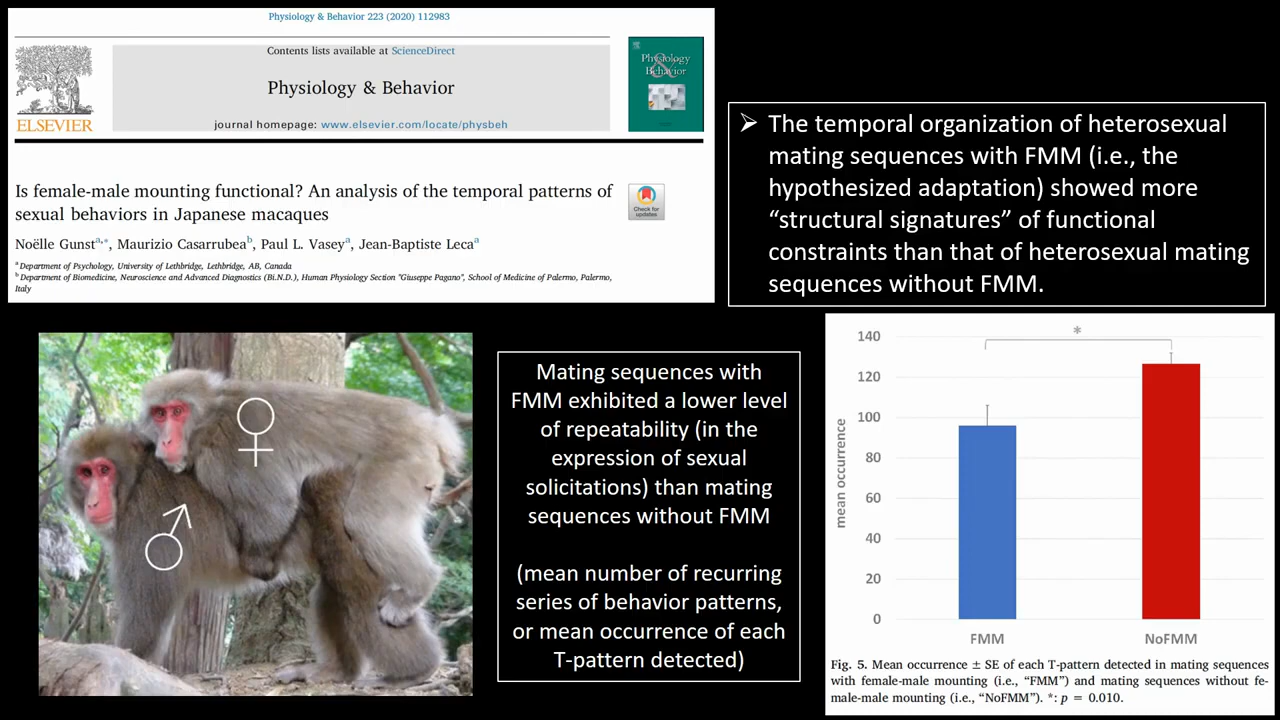 Physiology & Behavior 223 (2020) 112983
Contents lists available at ScienceDirect
Physiology & Behavior
journal homepage: www.elsevier.com/locate/physbeh
ELSEVIER
Physiology
&
Behavior
Is female-male mounting functional? An analysis of the temporal patterns of
sexual behaviors in Japanese macaques
Check for
updates
Noëlle Gunstᵃ,*, Maurizio Casarrubeaᵇ, Paul L. Vaseyᵃ, Jean-Baptiste Lecaᵃ
ᵃ Department of Psychology, University of Lethbridge, Lethbridge, AB, Canada
ᵇ Department of Biomedicine, Neuroscience and Advanced Diagnostics (Bi.N.D.), Human Physiology Section "Giuseppe Pagano", School of Medicine of Palermo, Palermo,
Italy
➢ The temporal organization of heterosexual
mating sequences with FMM (i.e., the
hypothesized adaptation) showed more
“structural signatures” of functional
constraints than that of heterosexual mating
sequences without FMM.
♀
♂
Mating sequences with
FMM exhibited a lower level
of repeatability (in the
expression of sexual
solicitations) than mating
sequences without FMM
(mean number of recurring
series of behavior patterns,
or mean occurrence of each
T-pattern detected)
mean occurrence
140
120
100
80
60
40
20
0
*
FMM
NoFMM
Fig. 5. Mean occurrence ± SE of each T-pattern detected in mating sequences
with female-male mounting (i.e., “FMM”) and mating sequences without fe-
male-male mounting (i.e., “NoFMM”). *: p = 0.010.